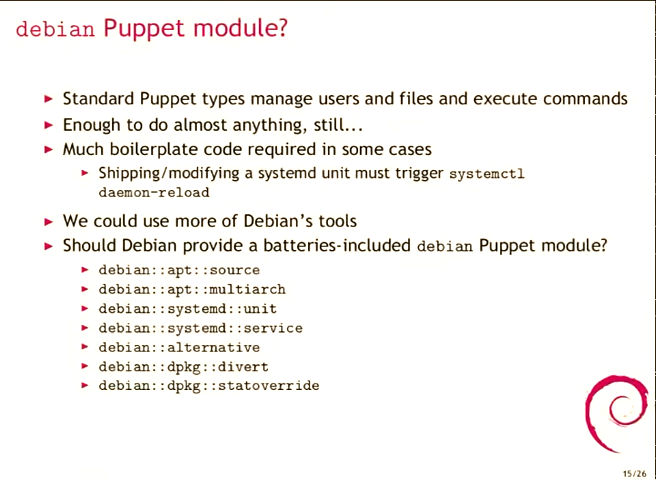 debian Puppet module?
Standard Puppet types manage users and files and execute commands
Enough to do almost anything, still...
Much boilerplate code required in some cases
Shipping/modifying a systemd unit must trigger systemctl
daemon-reload
We could use more of Debian's tools
Should Debian provide a batteries-included debian Puppet module?
debian::apt::source
debian::apt::multiarch
debian::systemd::unit
debian::systemd::service
debian::alternative
debian::dpkg::divert
debian::dpkg::statoverride
15/26